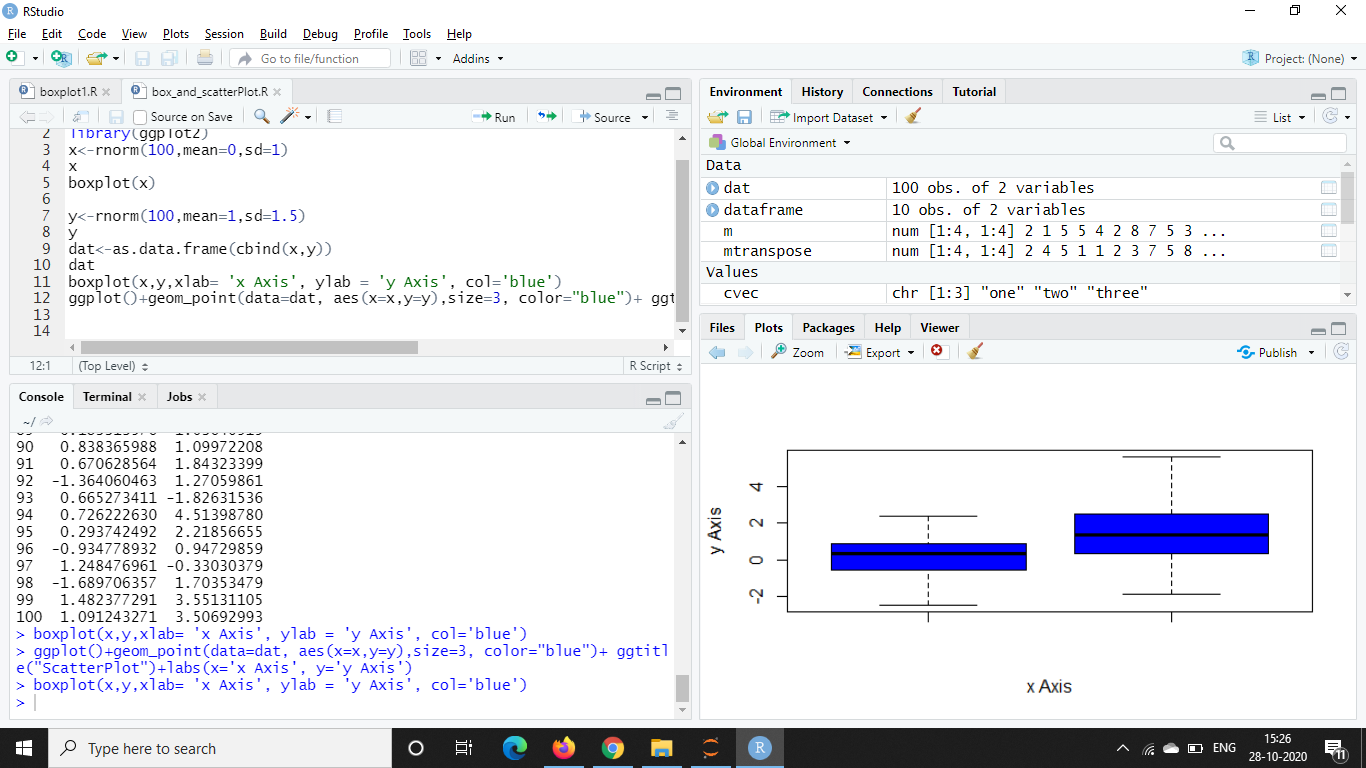 RStudio
File Edit Code View Plots Session Build Debug Profile Tools Help
Go to file/function Addins Project: (None)
boxplot1.R box_and_scatterPlot.R
Source on Save Run Source
2 library(ggplot2)
3 x<-rnorm(100,mean=0,sd=1)
4 x
5 boxplot(x)
6
7 y<-rnorm(100,mean=1,sd=1.5)
8 y
9 dat<-as.data.frame(cbind(x,y))
10 dat
11 boxplot(x,y,xlab= 'x Axis', ylab = 'y Axis', col='blue')
12 ggplot()+geom_point(data=dat, aes(x=x,y=y),size=3, color="blue")+ ggt
13
14
12:1 (Top Level) R Script
Console Terminal Jobs
~/
90 0.838365988 1.09972208
91 0.670628564 1.84323399
92 -1.364060463 1.27059861
93 0.665273411 -1.82631536
94 0.726222630 4.51398780
95 0.293742492 2.21856655
96 -0.934778932 0.94729859
97 1.248476961 -0.33030379
98 -1.689706357 1.70353479
99 1.482377291 3.55131105
100 1.091243271 3.50692993
> boxplot(x,y,xlab= 'x Axis', ylab = 'y Axis', col='blue')
> ggplot()+geom_point(data=dat, aes(x=x,y=y),size=3, color="blue")+ ggtitl
e("ScatterPlot")+labs(x='x Axis', y='y Axis')
> boxplot(x,y,xlab= 'x Axis', ylab = 'y Axis', col='blue')
>
Environment History Connections Tutorial
Import Dataset List
Global Environment
Data
dat 100 obs. of 2 variables
dataframe 10 obs. of 2 variables
m num [1:4, 1:4] 2 1 5 5 4 2 8 7 5 3 ...
mtranspose num [1:4, 1:4] 2 4 5 1 1 2 3 7 5 8 ...
Values
cvec chr [1:3] "one" "two" "three"
Files Plots Packages Help Viewer
Zoom Export Publish
y Axis
4
2
0
-2
x Axis
Type here to search
ENG
15:26
28-10-2020
11